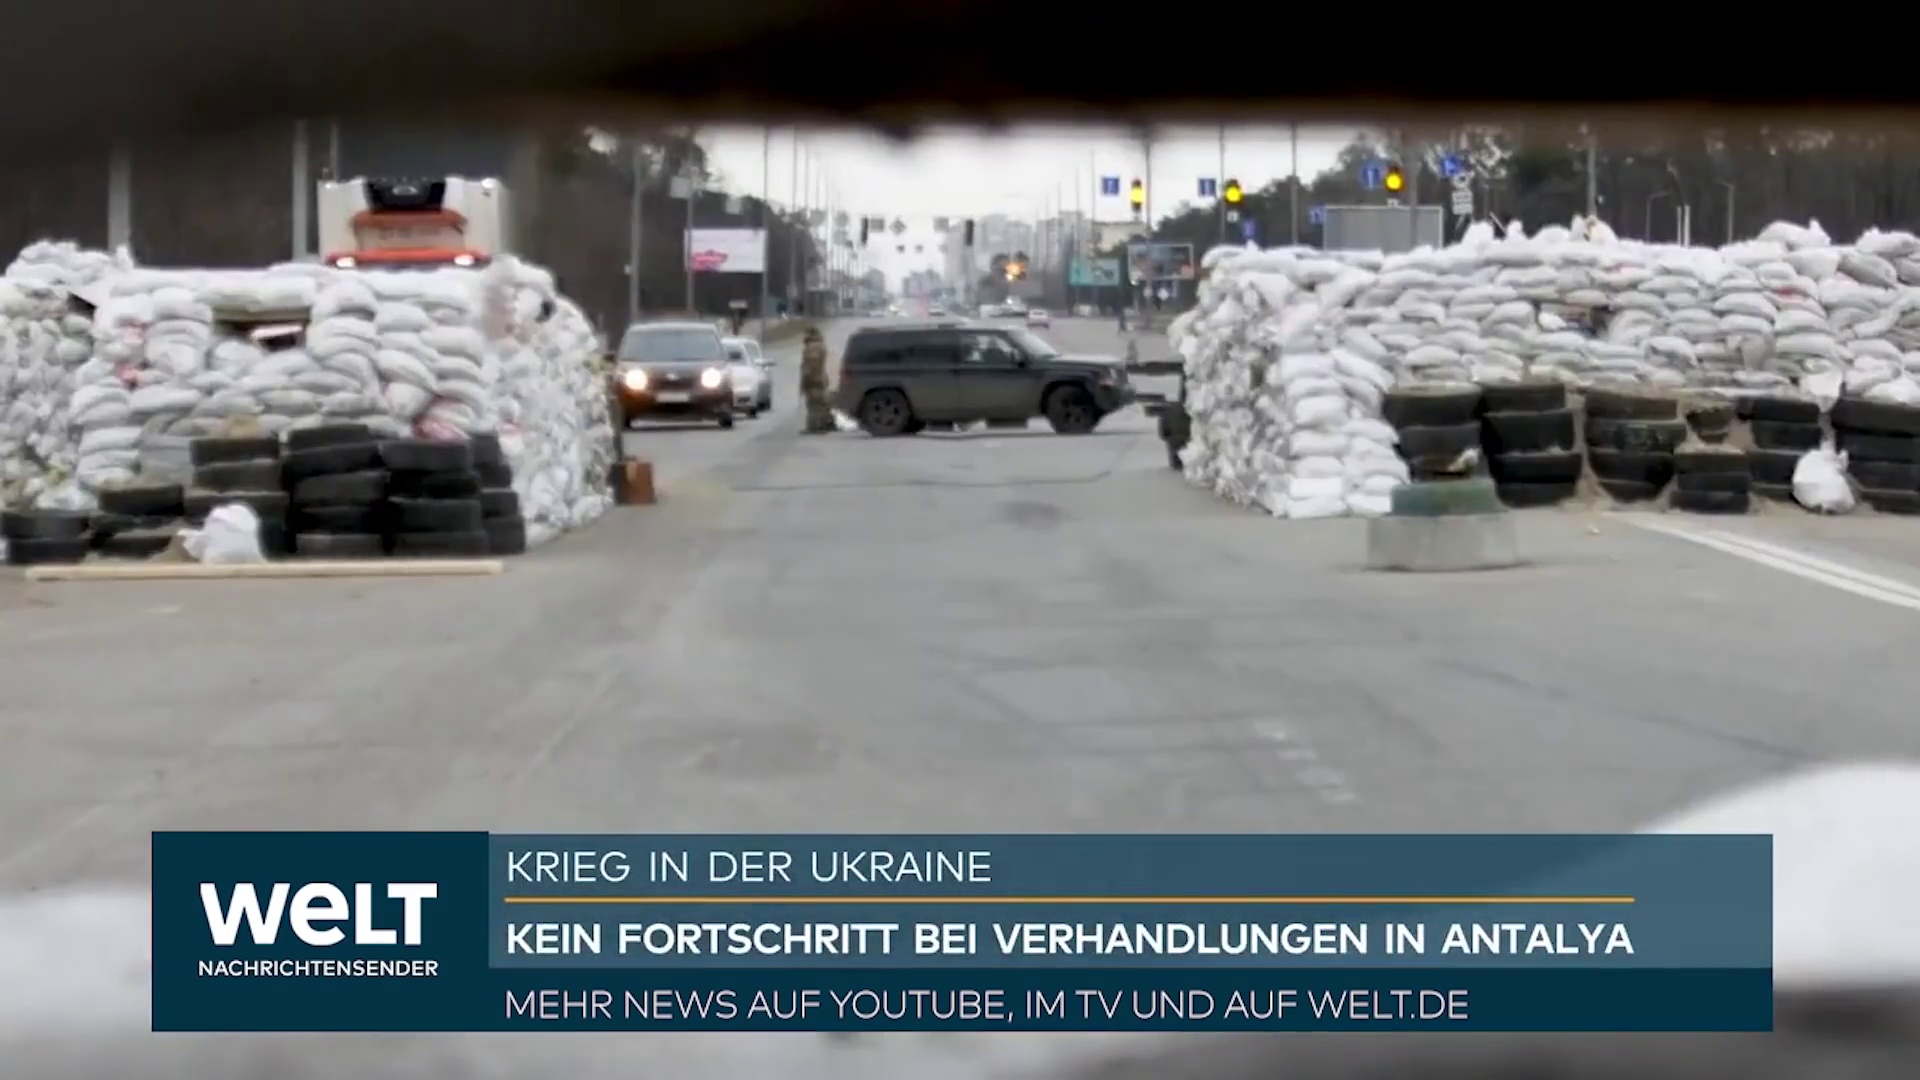 KRIEG IN DER UKRAINE
WELT
NACHRICHTENSENDER
KEIN FORTSCHRITT BEI VERHANDLUNGEN IN ANTALYA
MEHR NEWS AUF YOUTUBE, IM TV UND AUF WELT.DE